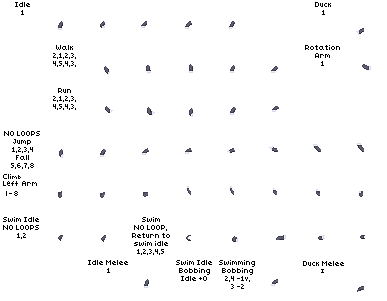 Idle
1
Duck
1
Walk
2,1,2,3,
4,5,4,3,
Rotation
Arm
1
Run
2,1,2,3,
4,5,4,3,
NO LOOPS
Jump
1,2,3,4
Fall
5,6,7,8
Climb
Left Arm
1-8
Swim Idle
NO LOOPS
1,2
Swim
NO LOOP,
Return to
swim idle
1,2,3,4,5
Swim Idle
Bobbing
Idle +0
Swimming
Bobbing
2,4 -1v,
3 -2
Idle Melee
1
Duck Melee
1